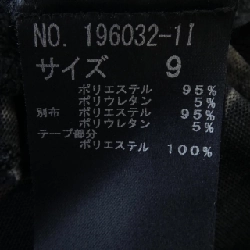 NO. 196032-1I
サイズ 9
ポリエステル 95%
ポリウレタン 5%
別布 ポリエステル 95%
ポリウレタン 5%
テープ部分
ポリエステル 100%